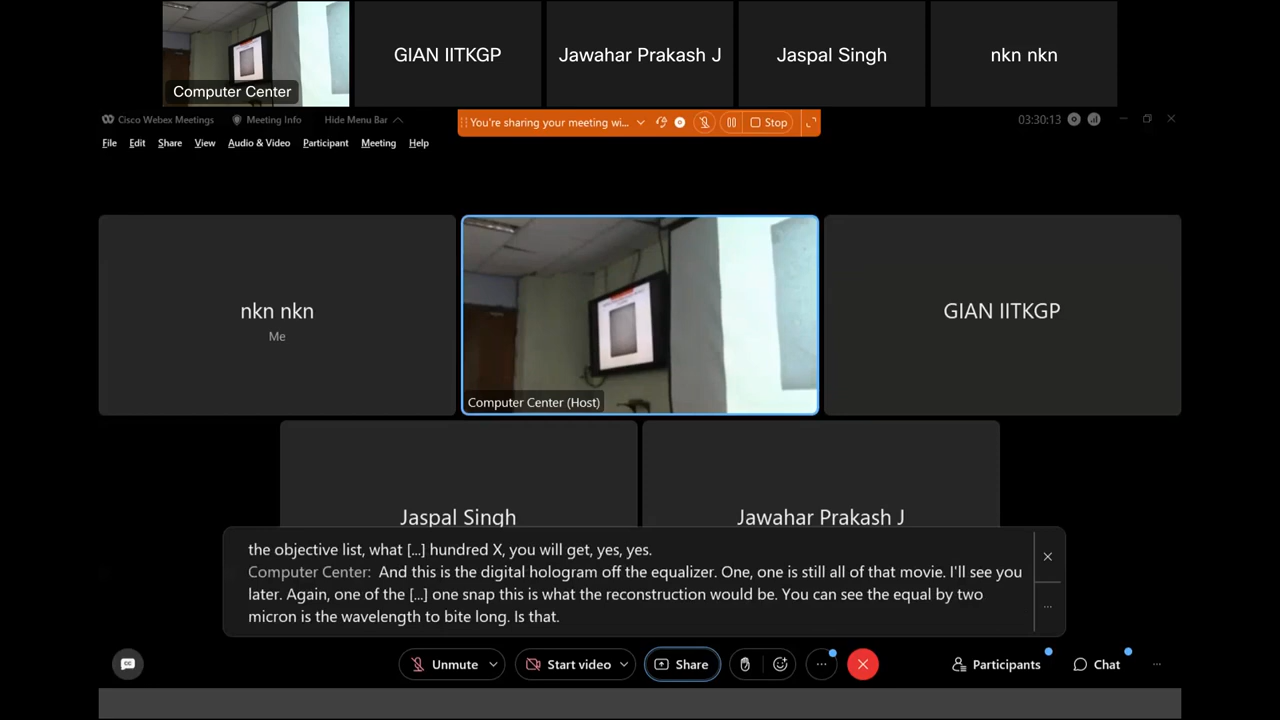 Computer Center
GIAN IITKGP
Jawahar Prakash J
Jaspal Singh
nkn nkn
Cisco Webex Meetings
Meeting Info
Hide Menu Bar
You're sharing your meeting wi...
Stop
03:30:13
File Edit Share View Audio & Video Participant Meeting Help
nkn nkn
Me
Computer Center (Host)
GIAN IITKGP
Jaspal Singh
Jawahar Prakash J
the objective list, what [...] hundred X, you will get, yes, yes.
Computer Center: And this is the digital hologram off the equalizer. One, one is still all of that movie. I'll see you
later. Again, one of the [...] one snap this is what the reconstruction would be. You can see the equal by two
micron is the wavelength to bite long. Is that.
Unmute
Start video
Share
Participants
Chat